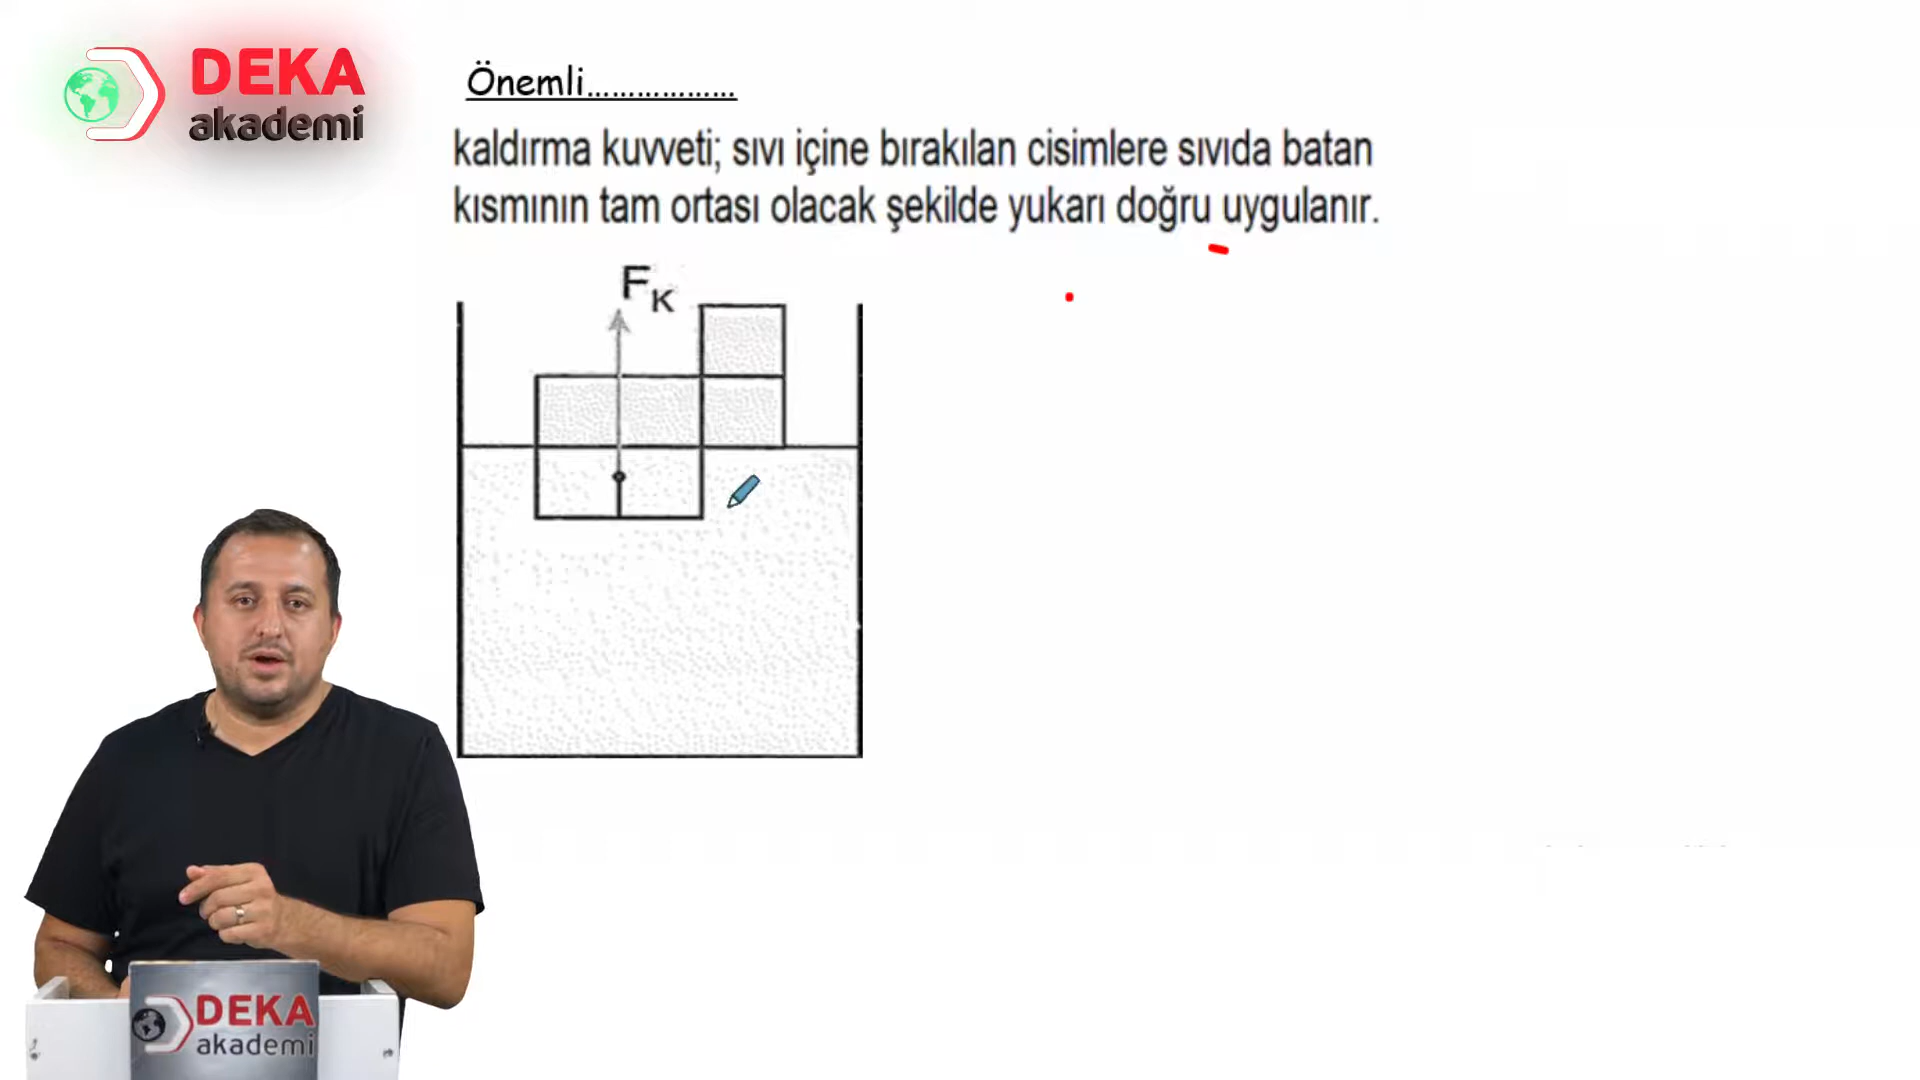 DEKA
akademi
Önemli..................
kaldırma kuvveti; sıvı içine bırakılan cisimlere sıvıda batan
kısmının tam ortası olacak şekilde yukarı doğru uygulanır.
FK
DEKA
akademi